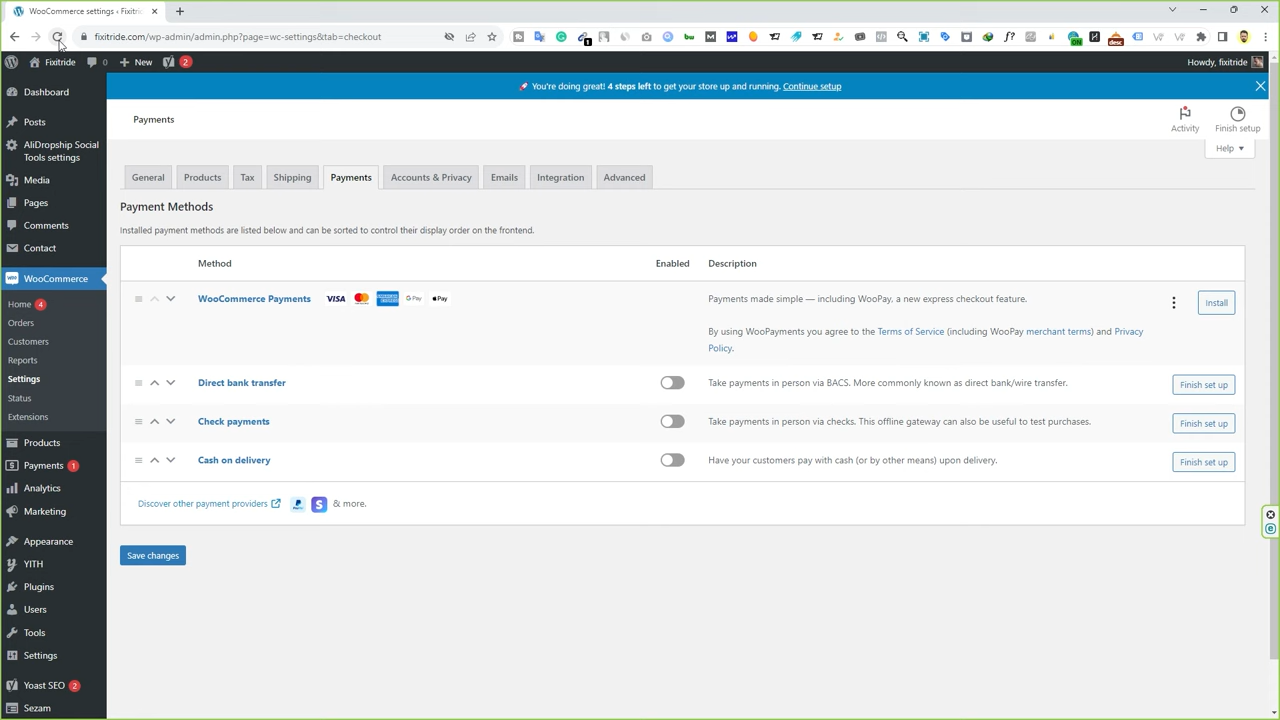 WooCommerce settings ‹ Fixitri
fixitride.com/wp-admin/admin.php?page=wc-settings&tab=checkout
Fixitride 0 New 2
Howdy, fixitride
🚀 You're doing great! 4 steps left to get your store up and running. Continue setup
Payments
Activity
Finish setup
Help
Dashboard
Posts
AliDropship Social
Tools settings
Media
Pages
Comments
Contact
WooCommerce
Home 4
Orders
Customers
Reports
Settings
Status
Extensions
Products
Payments 1
Analytics
Marketing
Appearance
YITH
Plugins
Users
Tools
Settings
Yoast SEO 2
Sezam
General Products Tax Shipping Payments Accounts & Privacy Emails Integration Advanced
Payment Methods
Installed payment methods are listed below and can be sorted to control their display order on the frontend.
Method Enabled Description
WooCommerce Payments VISA G Pay Pay
Payments made simple — including WooPay, a new express checkout feature.
Install
By using WooPayments you agree to the Terms of Service (including WooPay merchant terms) and Privacy
Policy.
Direct bank transfer Take payments in person via BACS. More commonly known as direct bank/wire transfer. Finish set up
Check payments Take payments in person via checks. This offline gateway can also be useful to test purchases. Finish set up
Cash on delivery Have your customers pay with cash (or by other means) upon delivery. Finish set up
Discover other payment providers & more.
Save changes